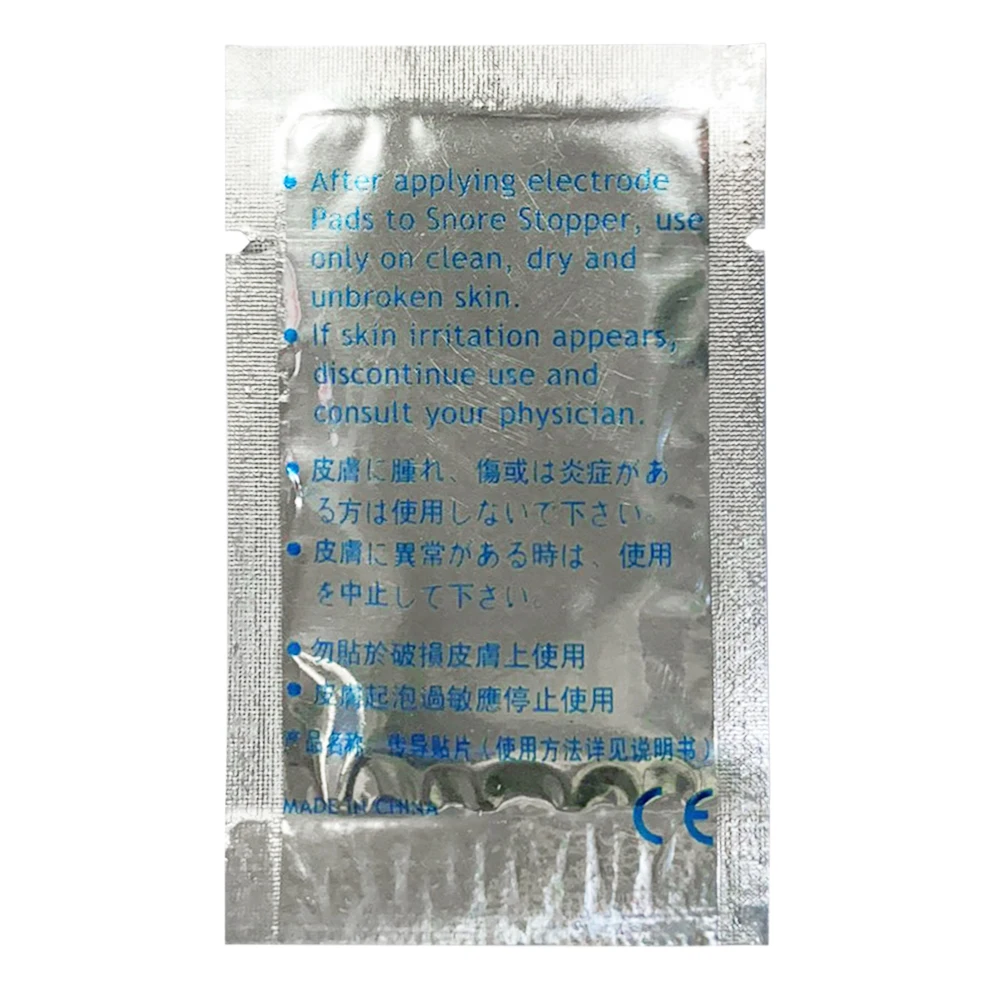 • After applying electrode
Pads to Snore Stopper, use
only on clean, dry and
unbroken skin.
• If skin irritation appears,
discontinue use and
consult your physician.
• 皮膚に腫れ、傷或は炎症があ
る方は使用しないで下さい。
• 皮膚に異常がある時は、使用
を中止して下さい。
• 勿貼於破損皮膚上使用
• 皮膚起泡過敏應停止使用
产品名称：传导贴片（使用方法详见说明书）
MADE IN CHINA
CE